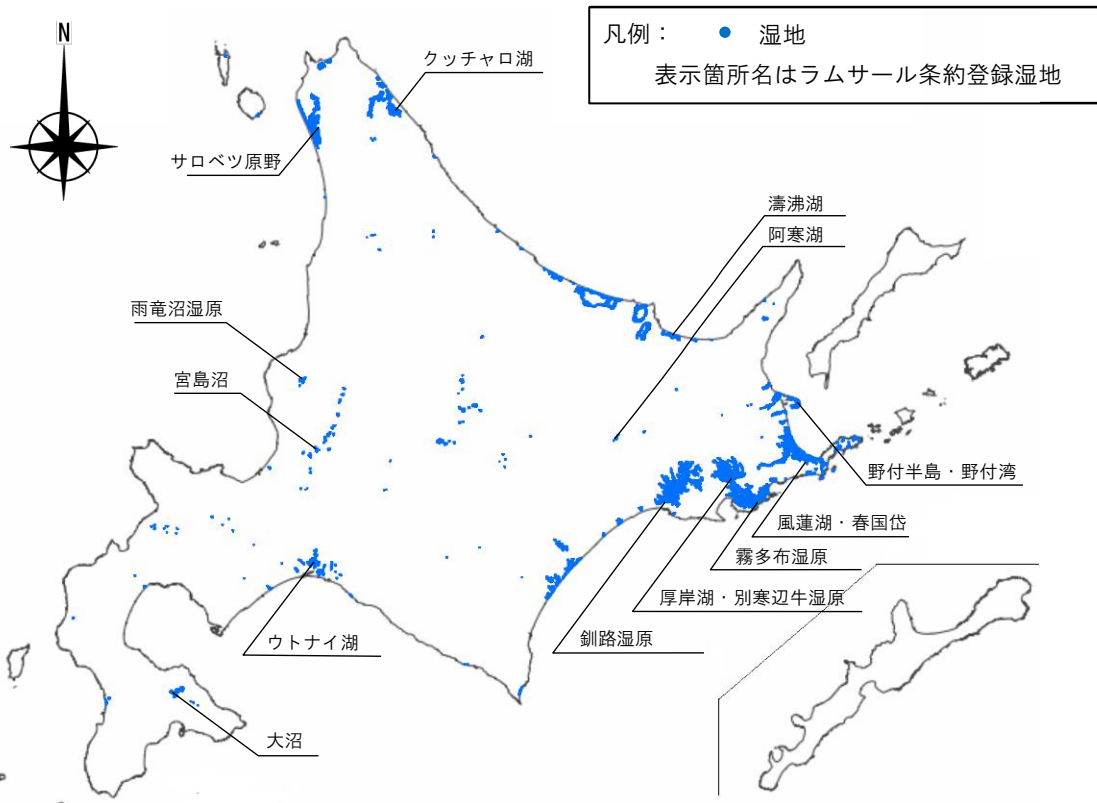 N
凡例： 湿地
表示箇所名はラムサール条約登録湿地
クッチャロ湖
サロベツ原野
濤沸湖
阿寒湖
雨竜沼湿原
宮島沼
野付半島・野付湾
風蓮湖・春国岱
霧多布湿原
厚岸湖・別寒辺牛湿原
釧路湿原
ウトナイ湖
大沼